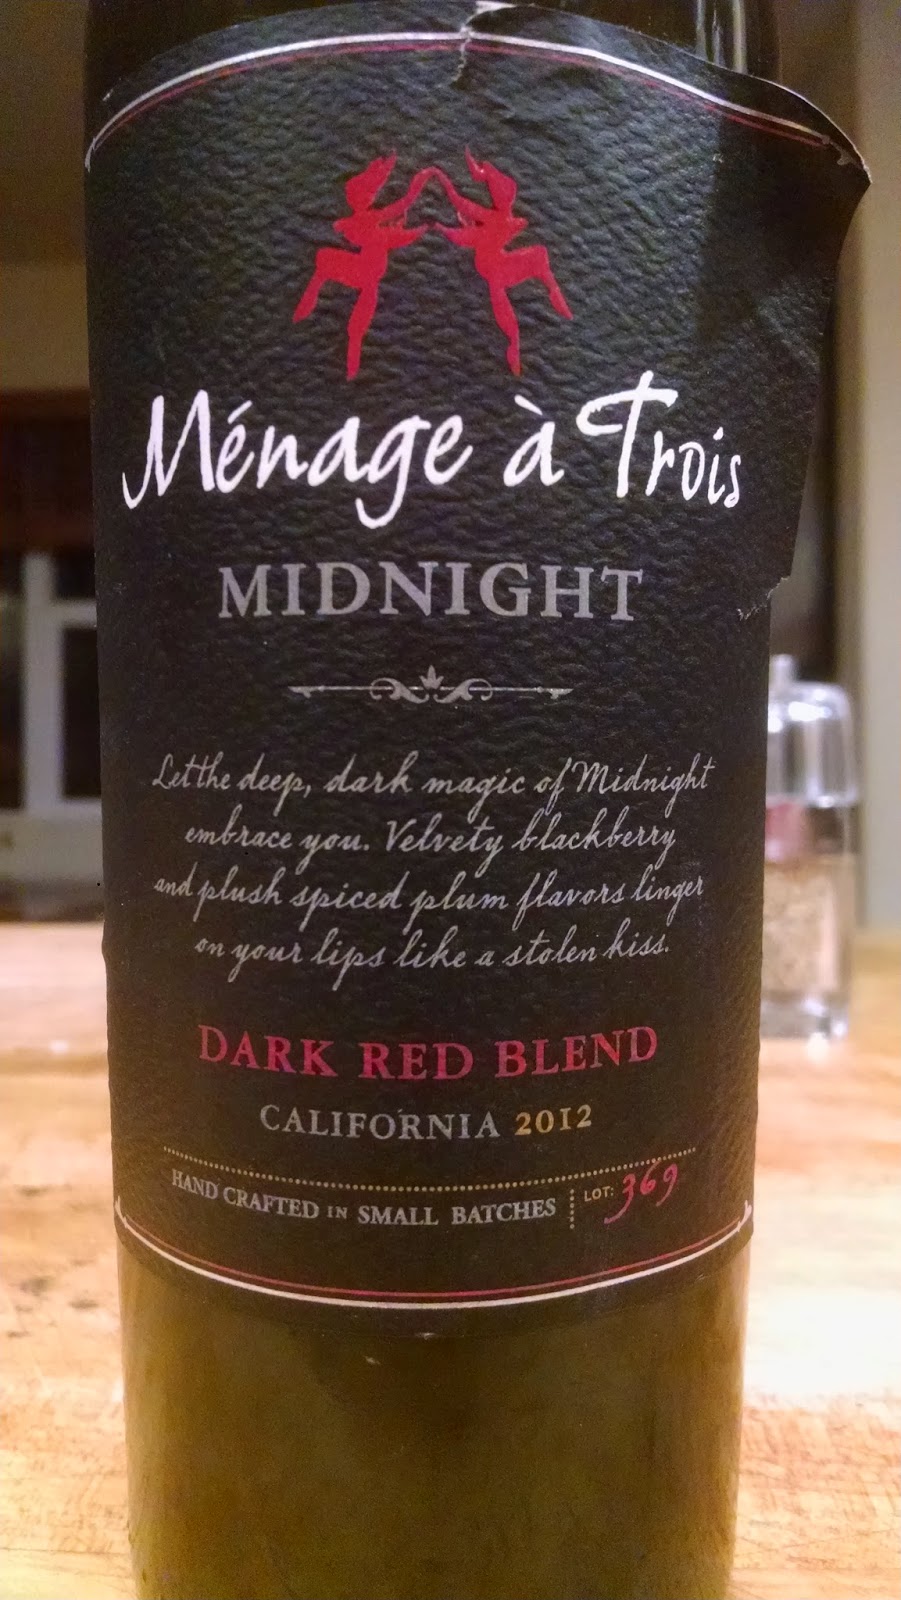 Ménage à Trois
MIDNIGHT
Let the deep, dark magic of Midnight
embrace you. Velvety blackberry
and plush spiced plum flavors linger
on your lips like a stolen kiss.
DARK RED BLEND
CALIFORNIA 2012
HAND CRAFTED IN SMALL BATCHES LOT: 369